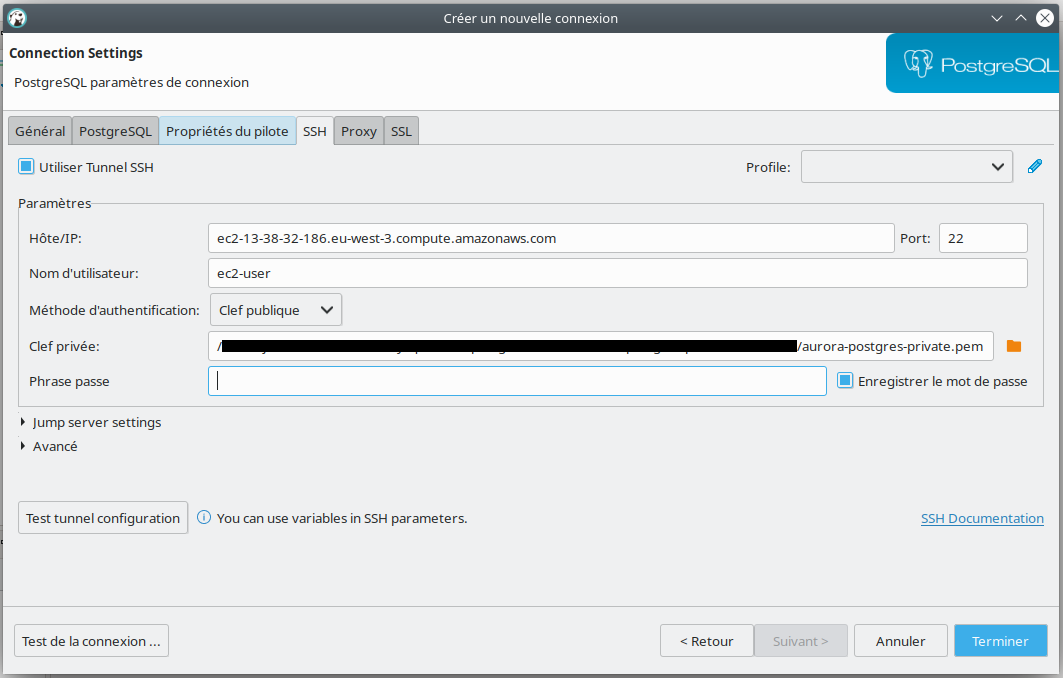 Créer un nouvelle connexion
Connection Settings
PostgreSQL paramètres de connexion
PostgreSQL
Général PostgreSQL Propriétés du pilote SSH Proxy SSL
Utiliser Tunnel SSH Profile:
Paramètres
Hôte/IP: ec2-13-38-32-186.eu-west-3.compute.amazonaws.com Port: 22
Nom d'utilisateur: ec2-user
Méthode d'authentification: Clef publique
Clef privée: / /aurora-postgres-private.pem
Phrase passe Enregistrer le mot de passe
Jump server settings
Avancé
Test tunnel configuration You can use variables in SSH parameters. SSH Documentation
Test de la connexion ... < Retour Suivant > Annuler Terminer